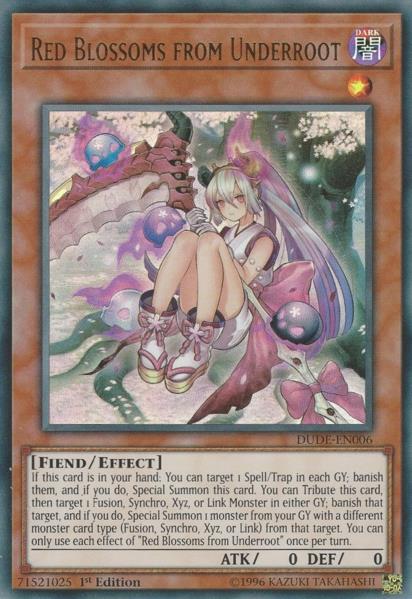 RED BLOSSOMS FROM UNDERROOT
DARK
闇
DUDE-EN006
[FIEND/EFFECT]
If this card is in your hand: You can target 1 Spell/Trap in each GY; banish
them, and if you do, Special Summon this card. You can Tribute this card,
then target 1 Fusion, Synchro, Xyz, or Link Monster in either GY; banish that
target, and if you do, Special Summon 1 monster from your GY with a different
monster card type (Fusion, Synchro, Xyz, or Link) from that target. You can
only use each effect of "Red Blossoms from Underroot" once per turn.
ATK/ 0 DEF/ 0
71521025 1st Edition ©1996 KAZUKI TAKAHASHI